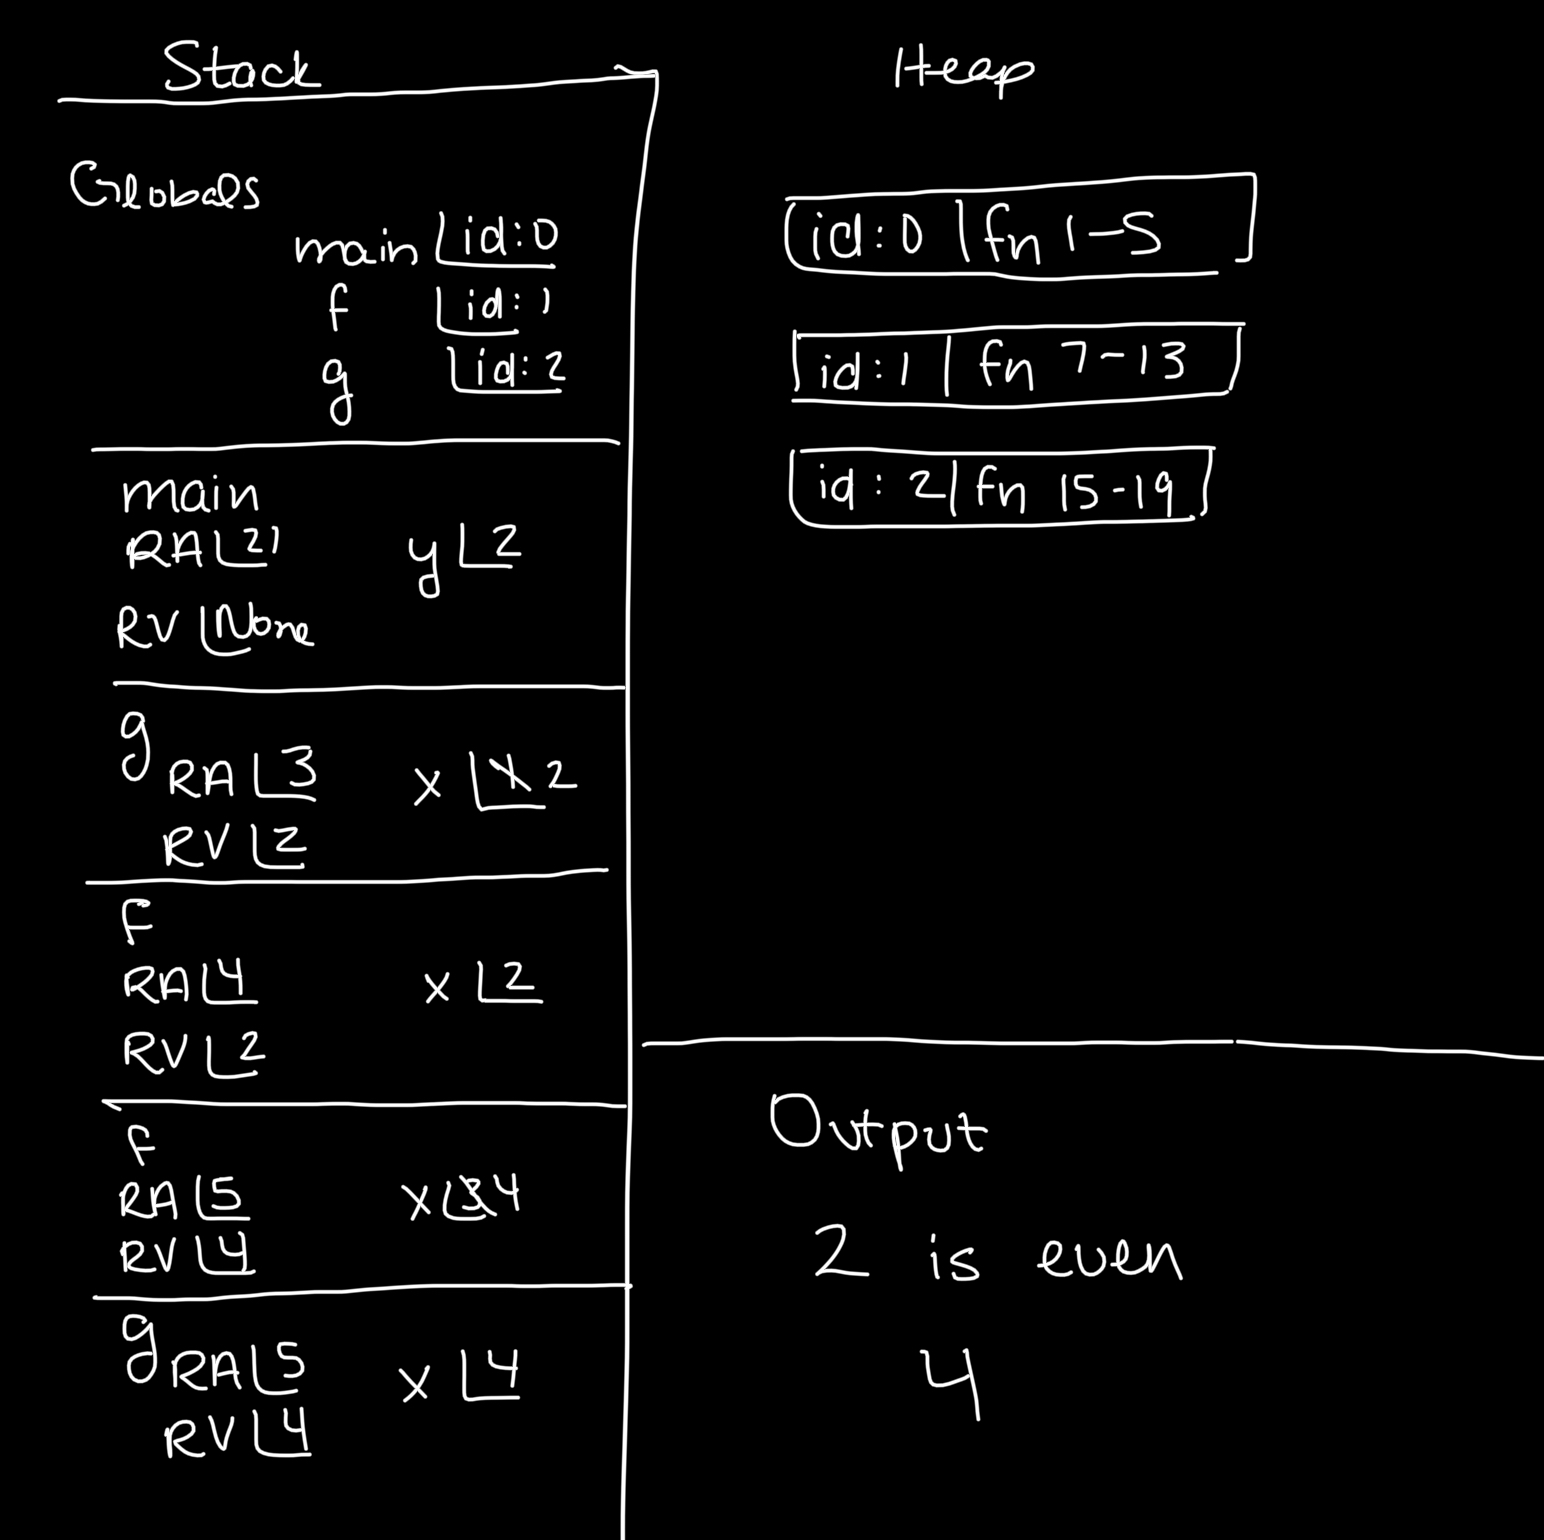 Stack
Globals
main id:0
f id:1
g id:2
main
RA 21 y 2
RV None
g
RA 3 x 1 2
RV 2
f
RA 4 x 2
RV 2
f
RA 5 x 3 4
RV 4
g
RA 5 x 4
RV 4
Heap
id:0 | fn 1-5
id:1 | fn 7-13
id: 2 | fn 15-19
Output
2 is even
4